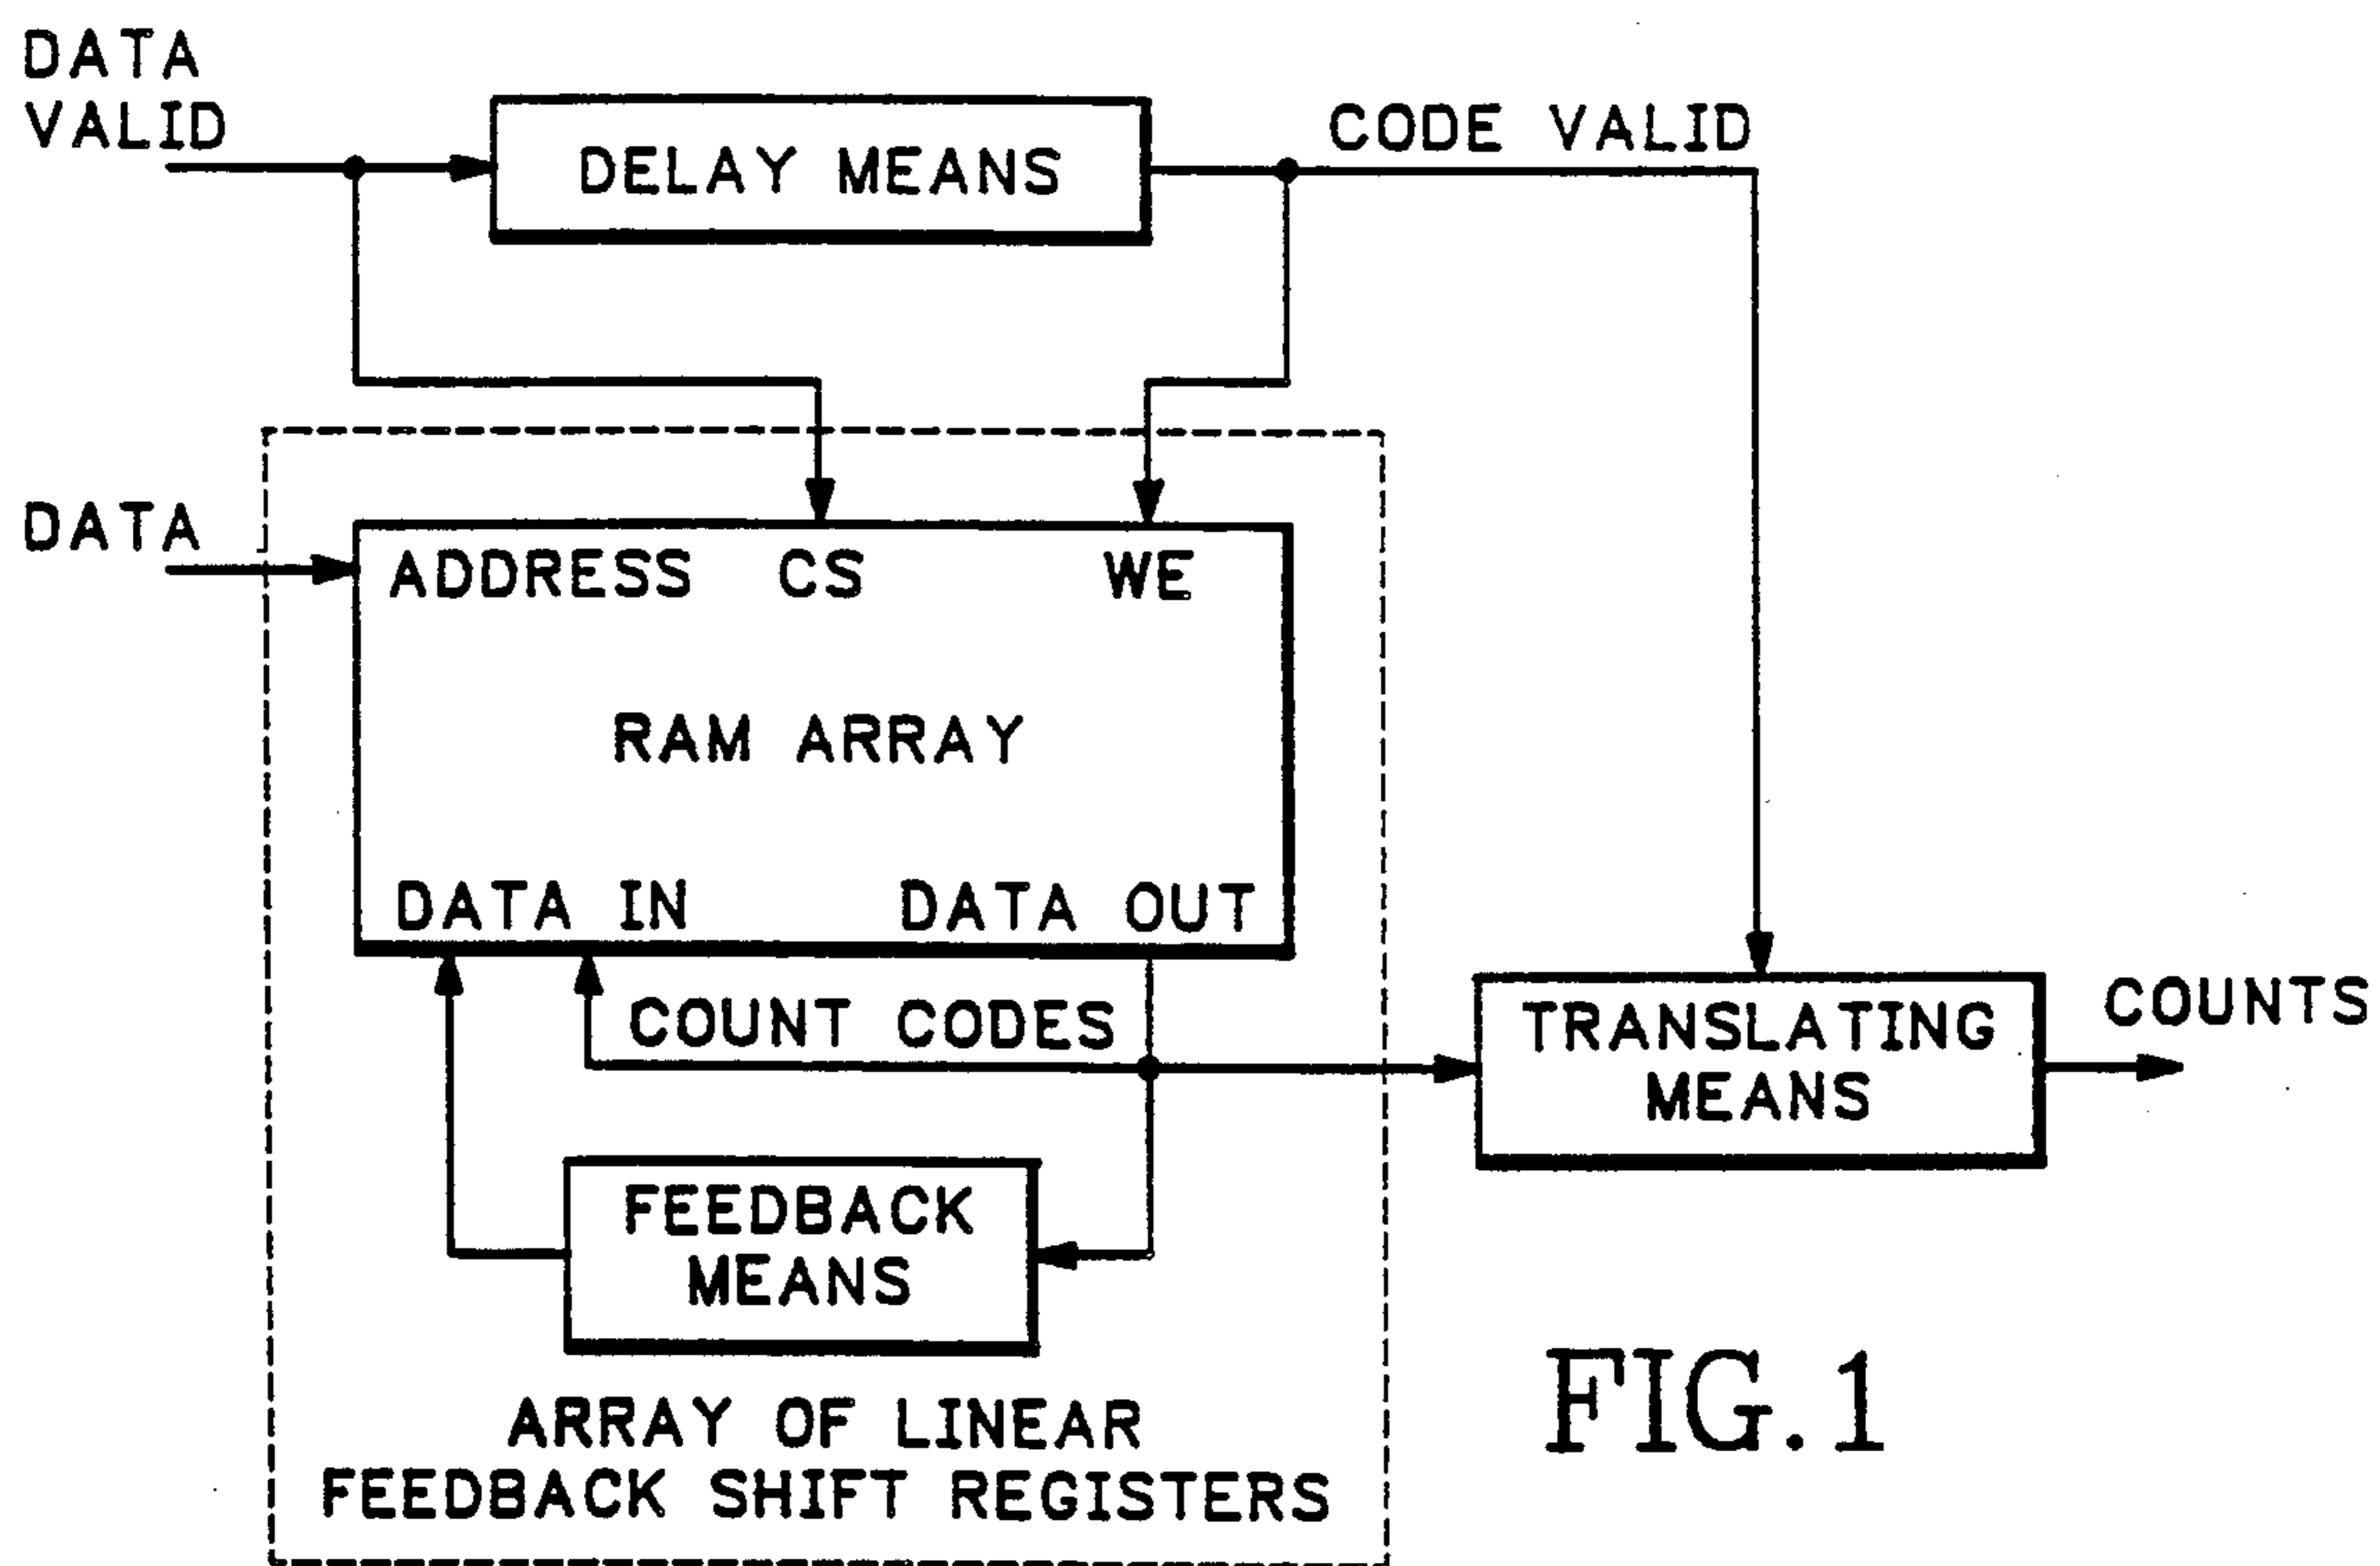 DATA
VALID
DELAY MEANS
CODE VALID
DATA
ADDRESS CS WE
RAM ARRAY
DATA IN DATA OUT
COUNT CODES
TRANSLATING
MEANS
COUNTS
FEEDBACK
MEANS
ARRAY OF LINEAR
FEEDBACK SHIFT REGISTERS
FIG.1